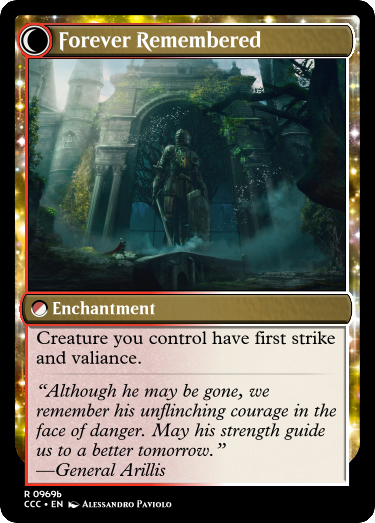 Forever Remembered
Enchantment
Creature you control have first strike
and valiance.
“Although he may be gone, we
remember his unflinching courage in the
face of danger. May his strength guide
us to a better tomorrow.”
—General Arillis
R 0969b
CCC • EN Alessandro Paviolo